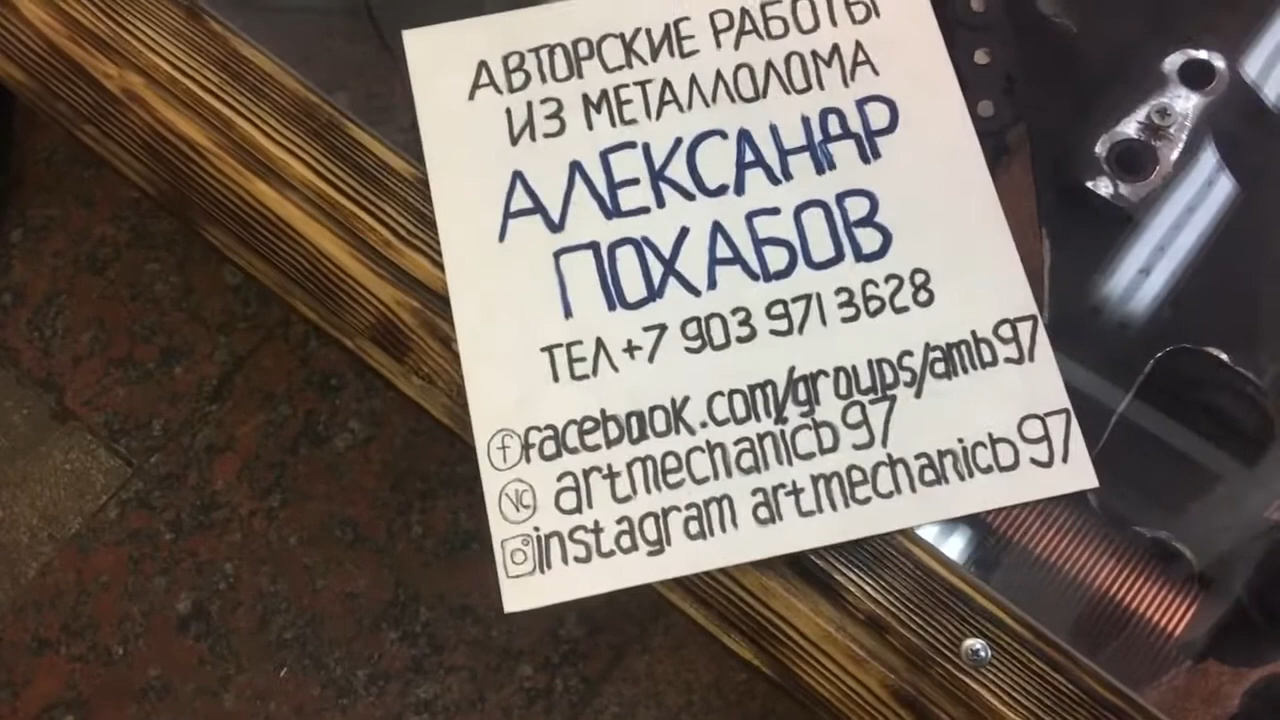 АВТОРСКИЕ РАБОТЫ
ИЗ МЕТАЛЛОЛОМА
АЛЕКСАНДР
ПОХАБОВ
ТЕЛ +7 903 971 3628
facebook.com/groups/amb97
artmechanicb97
instagram artmechanicb97